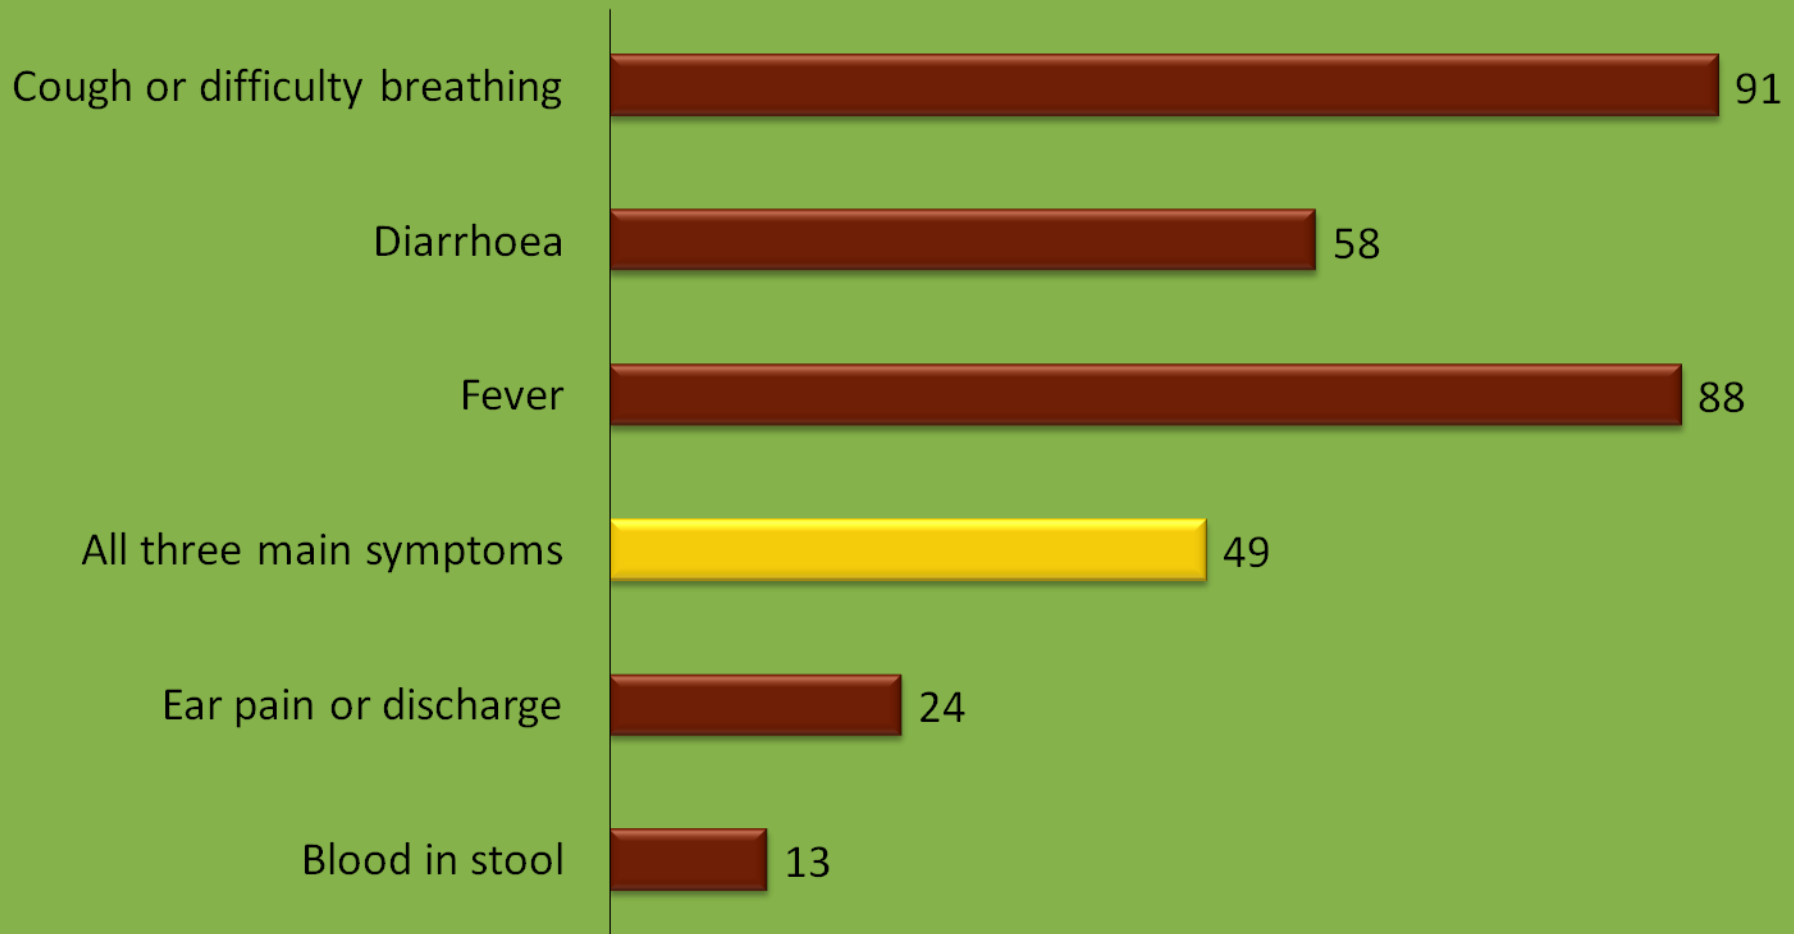 Cough or difficulty breathing 91
Diarrhoea 58
Fever 88
All three main symptoms 49
Ear pain or discharge 24
Blood in stool 13